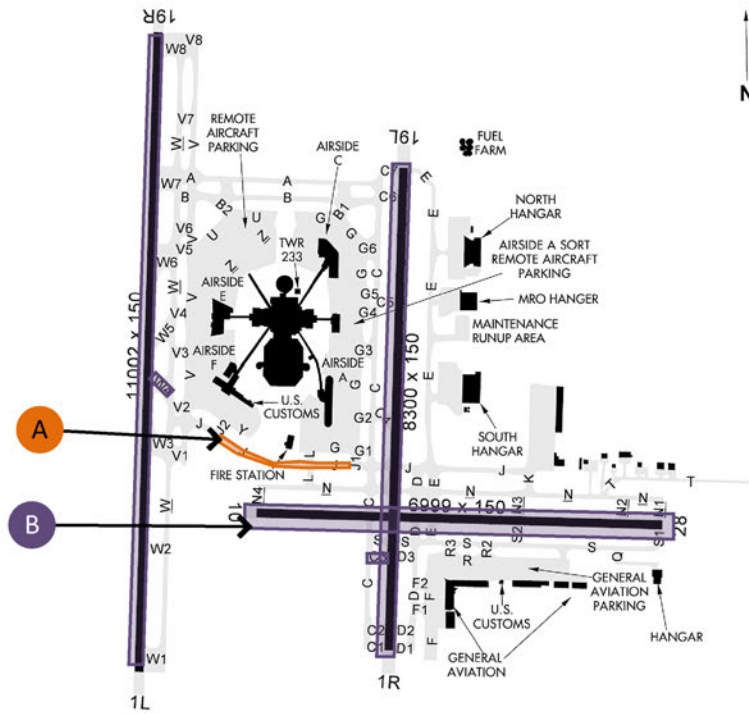 19R
V8
W8
N
V7
W
V
REMOTE
AIRCRAFT
PARKING
AIRSIDE
C
19L
FUEL
FARM
W7
A
B
A
B
C7
E
B2
U
G
B1
C6
E
NORTH
HANGAR
V6
V
V5
U
N
G
G6
W6
TWR
233
AIRSIDE A SORT
REMOTE AIRCRAFT
PARKING
N
G
C
E
W
V
AIRSIDE
E
G5
C5
G4
E
MRO HANGER
V4
W5
MAINTENANCE
RUNUP AREA
11002 x 150
V3
V
AIRSIDE
F
AIRSIDE
A
G3
8300 x 150
G
C
E
U.S.
CUSTOMS
V2
J
J2
Y
G2
SOUTH
HANGAR
A
W3
V1
FIRE STATION
L
L
G
G1
J1
J
D
E
J
K
T
T
W
N4
N
C
N
N3
N
N2
N
N1
B
10
6999 x 150
28
W2
S
S
D
E
D3
R3
S
R
R2
S2
S
Q
S1
C
D
F2
F
F1
U.S.
CUSTOMS
GENERAL
AVIATION
PARKING
HANGAR
C2
D2
C1
D1
F
GENERAL
AVIATION
W1
1L
1R